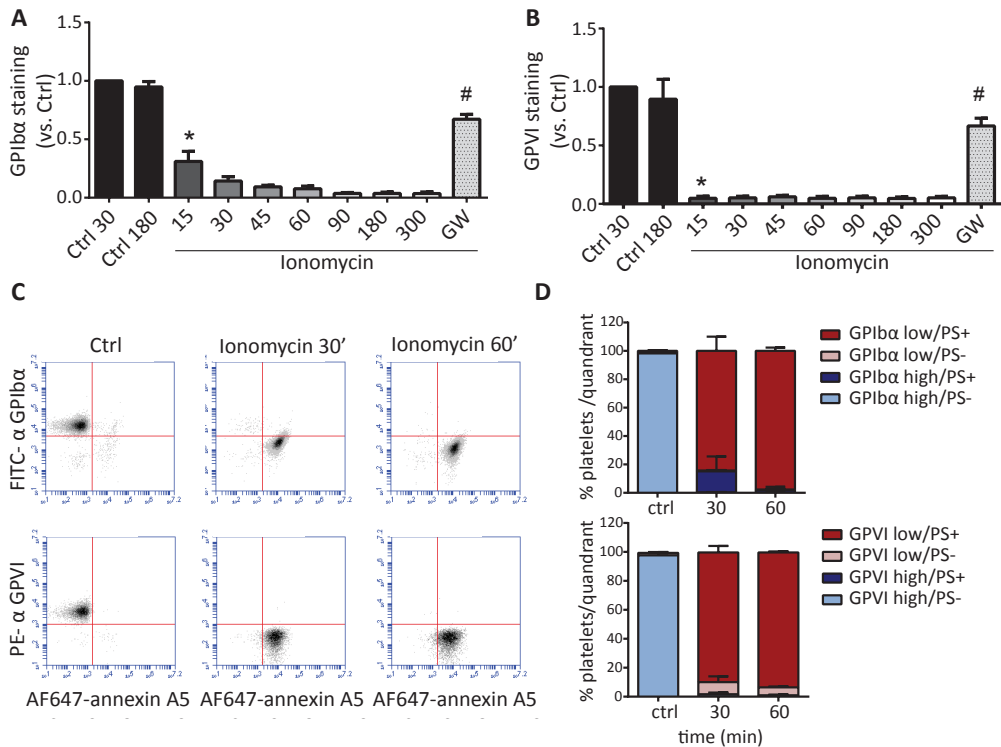 A
GPIbα staining
(vs. Ctrl)
1.5
1.0
0.5
0.0
Ctrl 30
Ctrl 180
15
30
45
60
90
180
300
GW
*
#
Ionomycin
B
GPVI staining
(vs. Ctrl)
1.5
1.0
0.5
0.0
Ctrl 30
Ctrl 180
15
30
45
60
90
180
300
GW
*
#
Ionomycin
C
Ctrl
Ionomycin 30’
Ionomycin 60’
FITC- α GPIbα
PE- α GPVI
AF647-annexin A5
AF647-annexin A5
AF647-annexin A5
D
% platelets /quandrant
120
100
80
60
40
20
0
ctrl
30
60
GPIbα low/PS+
GPIbα low/PS-
GPIbα high/PS+
GPIbα high/PS-
% platelets/quandrant
120
100
80
60
40
20
0
ctrl
30
60
time (min)
GPVI low/PS+
GPVI low/PS-
GPVI high/PS+
GPVI high/PS-